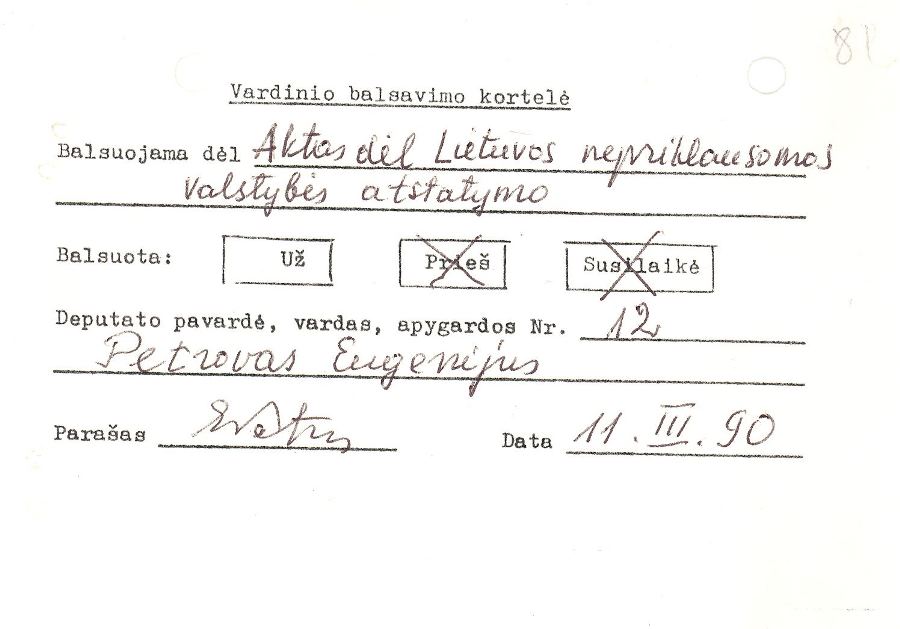 81
Vardinio balsavimo kortelė
Balsuojama dėl Aktas dėl Lietuvos nepriklausomos
valstybės atstatymo
Balsuota: Už Prieš Susilaikė
Deputato pavardė, vardas, apygardos Nr. 12
Petrovas Eugenijus
Parašas
Data 11.III.90